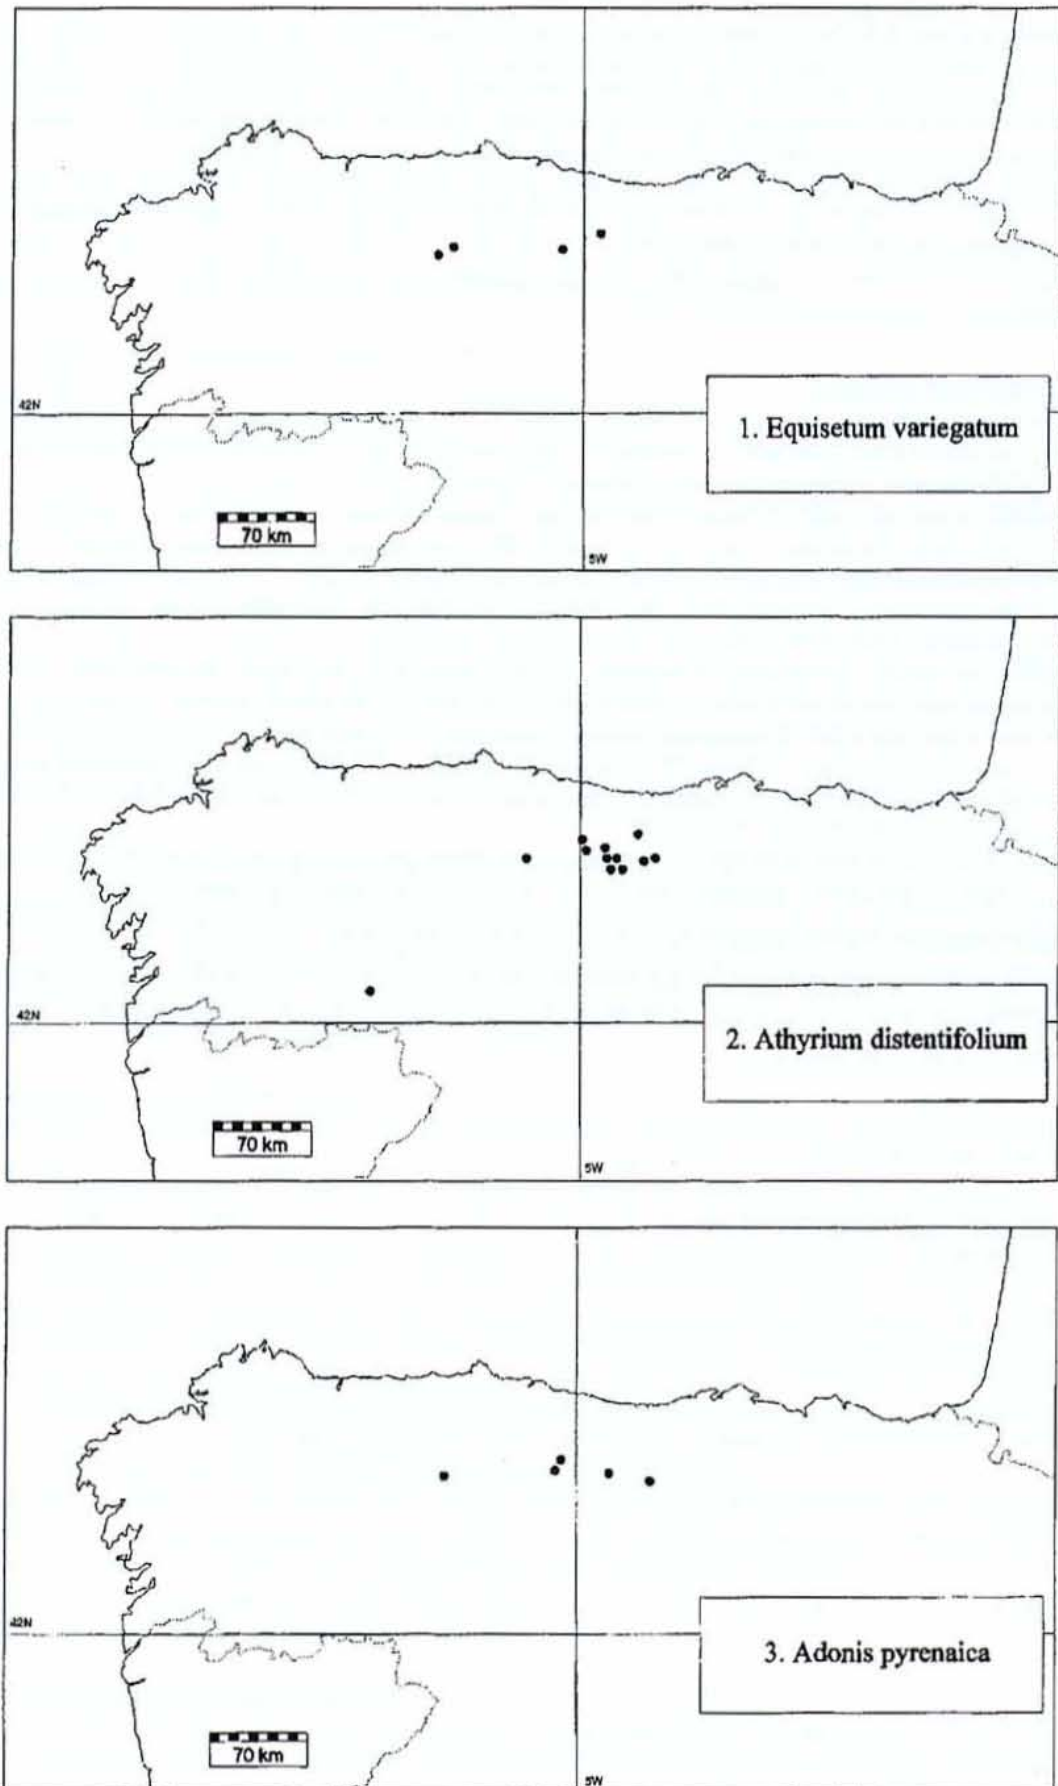 42N
1. Equisetum variegatum
70 km
5W
42N
2. Athyrium distentifolium
70 km
5W
42N
3. Adonis pyrenaica
70 km
5W